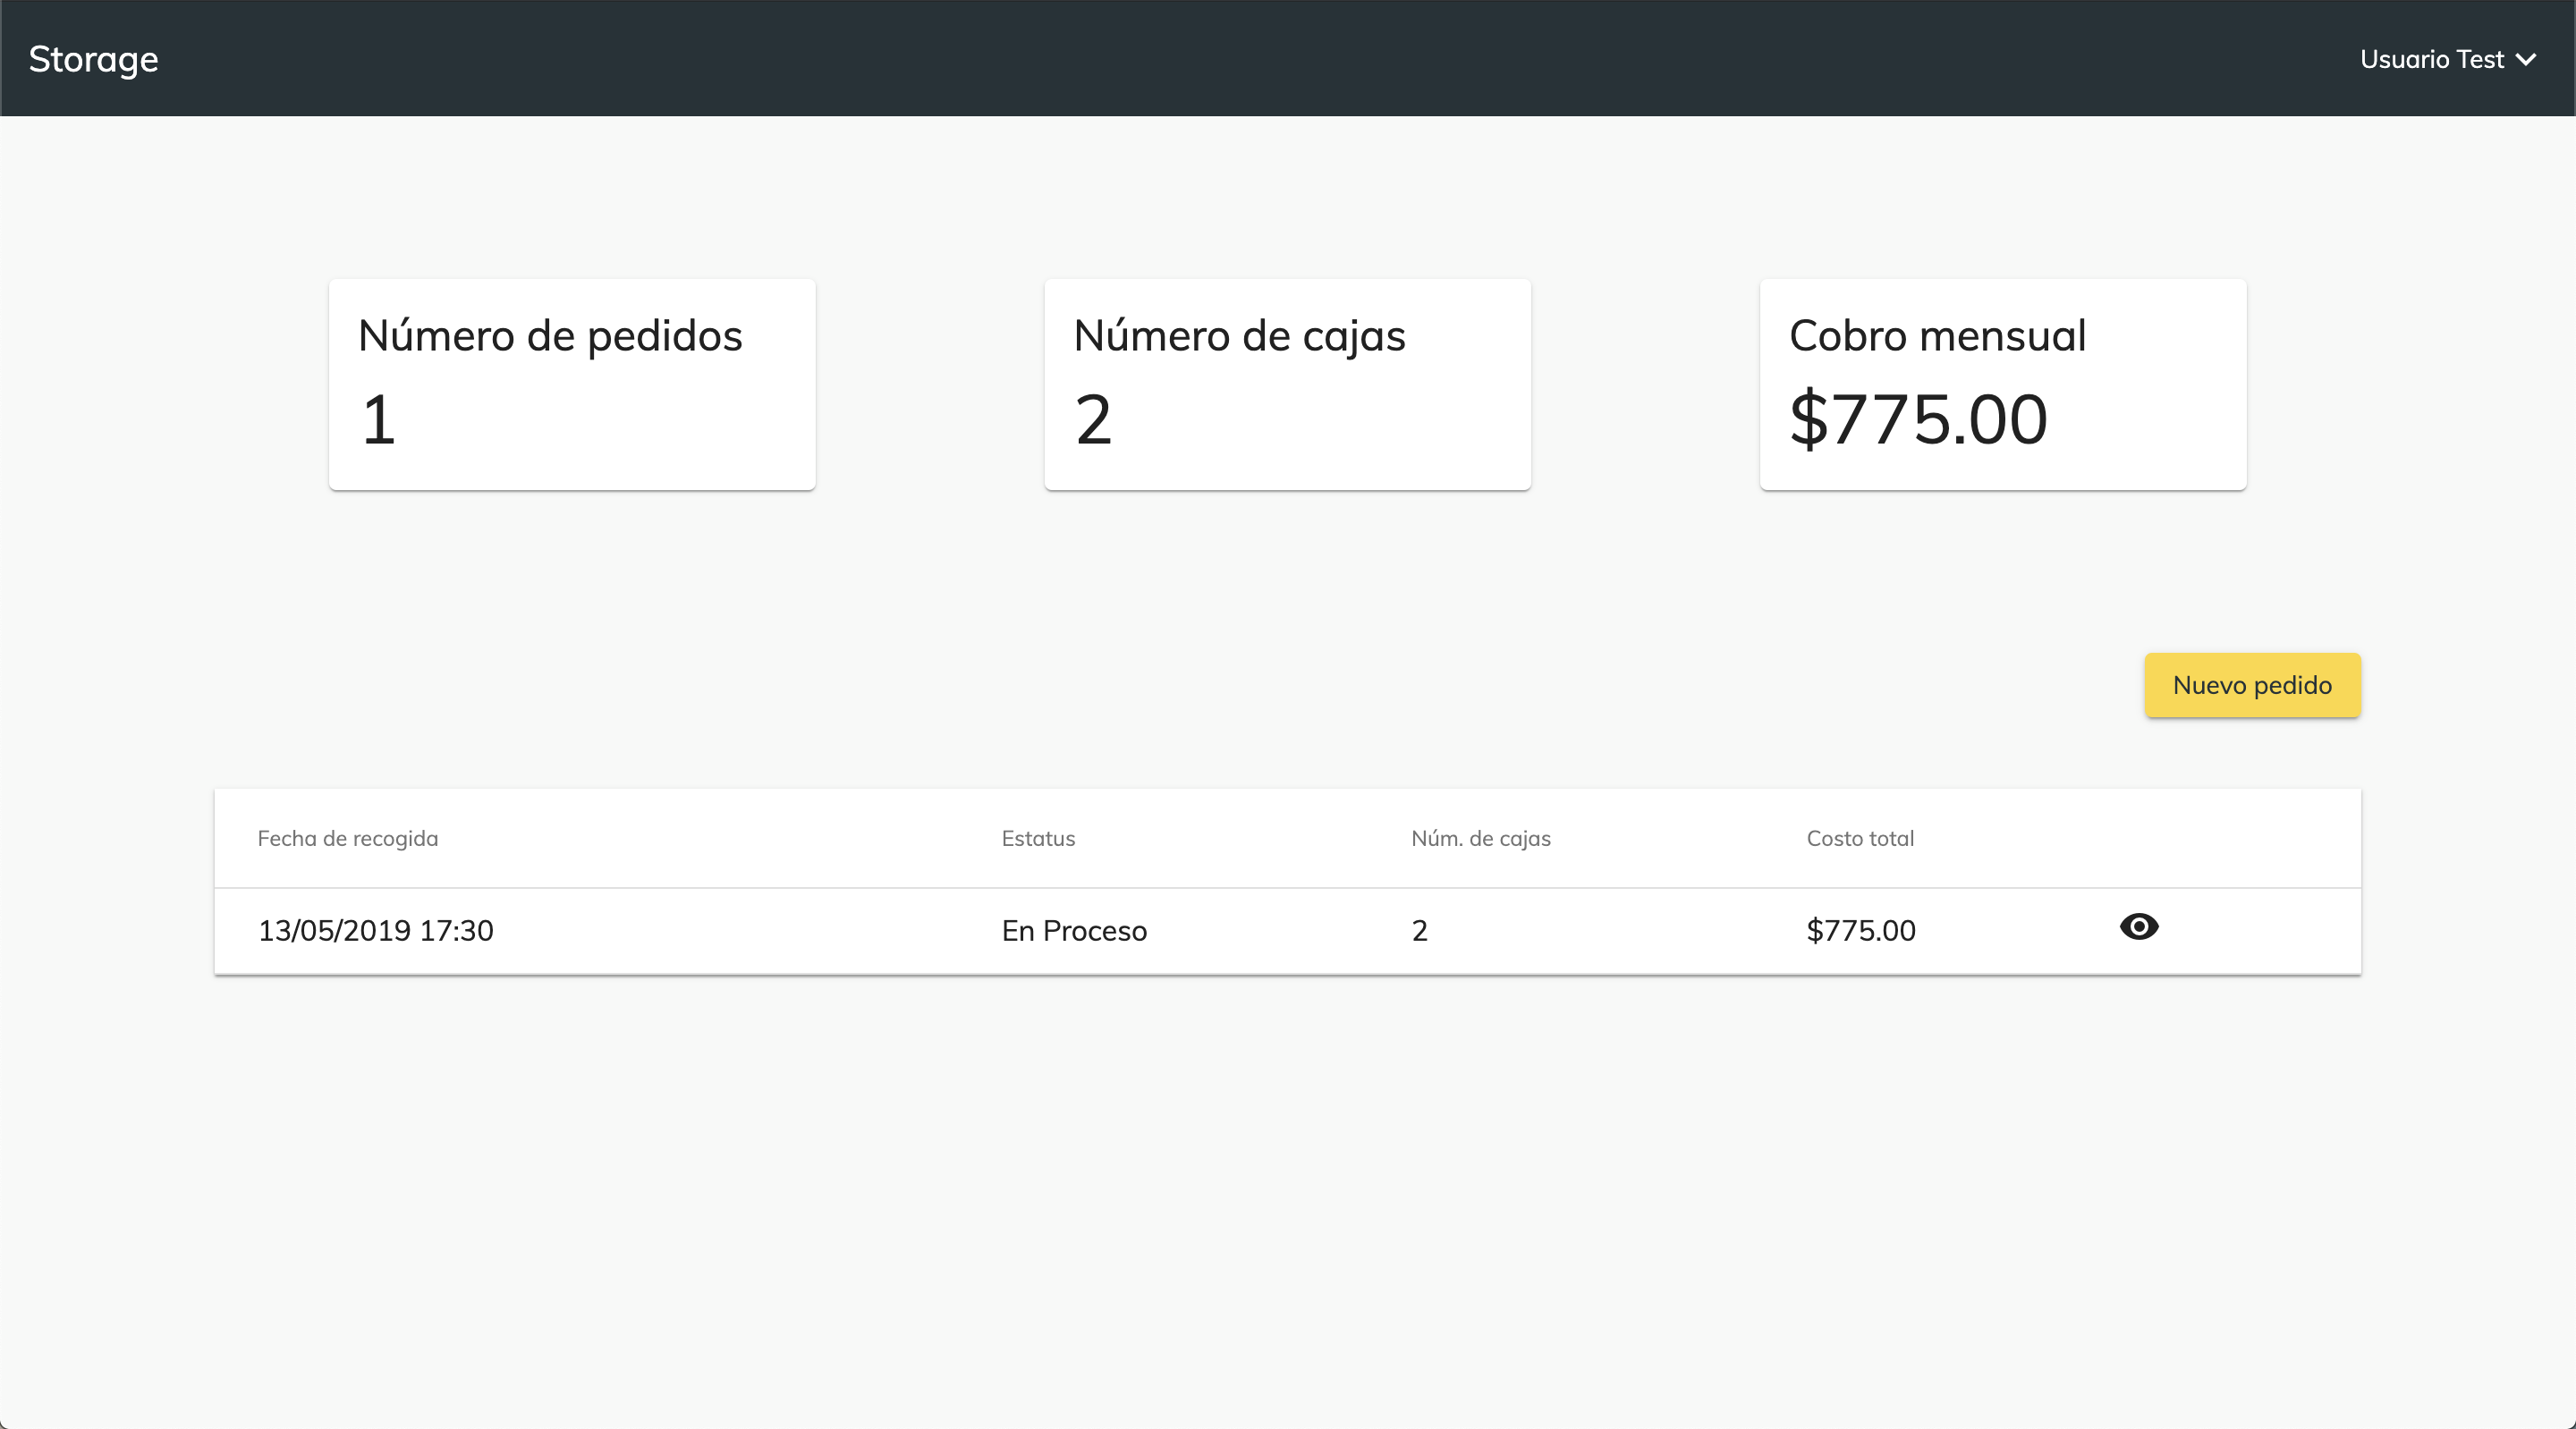 Storage
Usuario Test
Número de pedidos
1
Número de cajas
2
Cobro mensual
$775.00
Nuevo pedido
Fecha de recogida Estatus Núm. de cajas Costo total
13/05/2019 17:30 En Proceso 2 $775.00